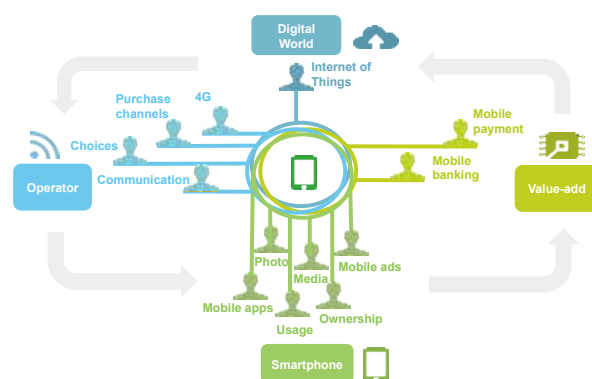 Digital
World
Internet of
Things
4G
Purchase
channels
Choices
Communication
Operator
Mobile
payment
Mobile
banking
Value-add
Photo
Media
Mobile ads
Mobile apps
Usage
Ownership
Smartphone